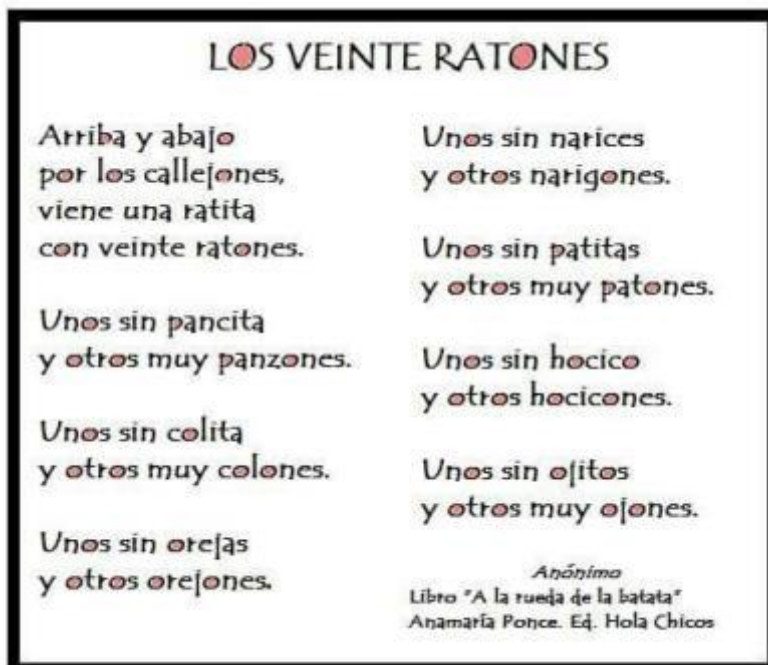 LOS VEINTE RATONES
Arriba y abajo
por los callejones,
viene una ratita
con veinte ratones.
Unos sin pancita
y otros muy panzones.
Unos sin colita
y otros muy colones.
Unos sin orejas
y otros orejones.
Unos sin narices
y otros narigones.
Unos sin patitas
y otros muy patones.
Unos sin hocico
y otros hocicones.
Unos sin ojitos
y otros muy ojones.
Anónimo
Libro "A la rueda de la batata"
Anamaría Ponce. Ed. Hola Chicos